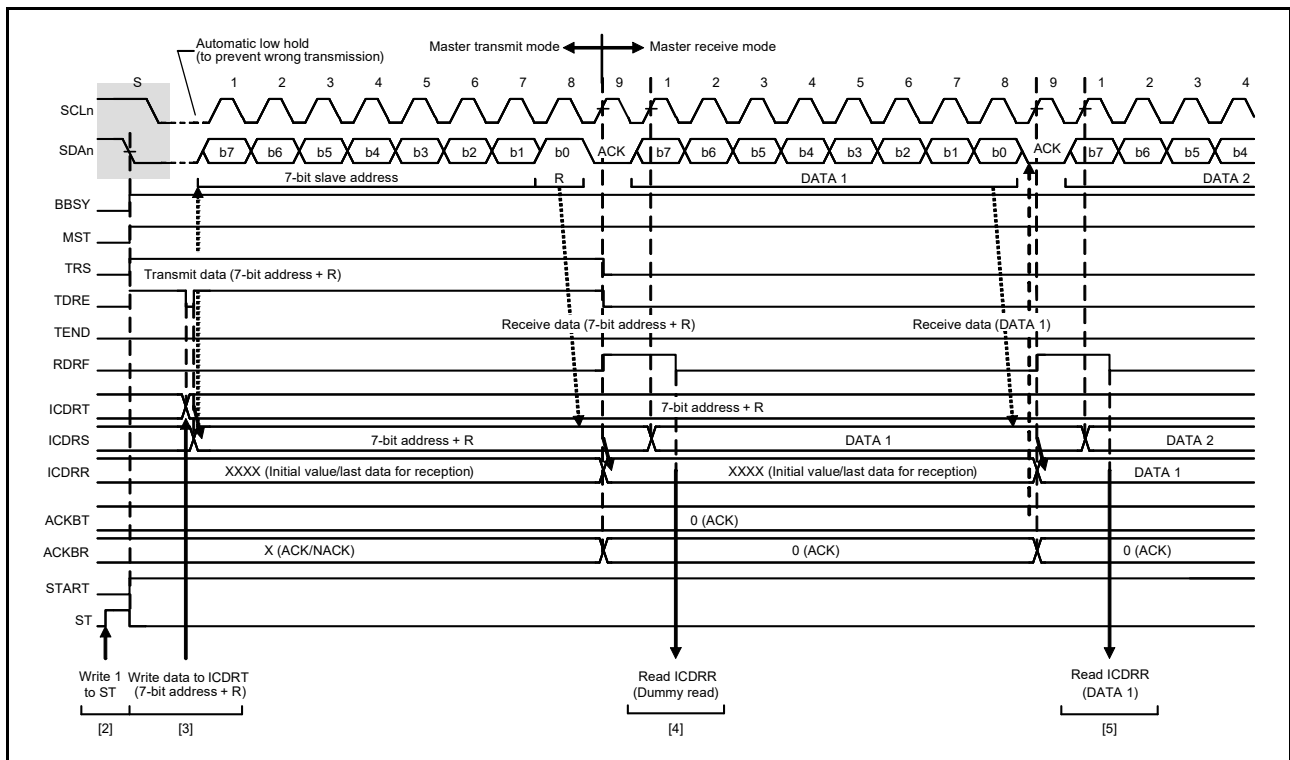 Automatic low hold
(to prevent wrong transmission)
Master transmit mode
Master receive mode
S 1 2 3 4 5 6 7 8 9 1 2 3 4 5 6 7 8 9 1 2 3 4
SCLn
SDAn b7 b6 b5 b4 b3 b2 b1 b0 ACK b7 b6 b5 b4 b3 b2 b1 b0 ACK b7 b6 b5 b4
7-bit slave address R DATA 1 DATA 2
BBSY
MST
TRS
Transmit data (7-bit address + R)
TDRE
Receive data (7-bit address + R) Receive data (DATA 1)
TEND
RDRF
ICDRT 7-bit address + R
ICDRS 7-bit address + R DATA 1 DATA 2
ICDRR XXXX (Initial value/last data for reception) XXXX (Initial value/last data for reception) DATA 1
ACKBT 0 (ACK)
ACKBR X (ACK/NACK) 0 (ACK) 0 (ACK)
START
ST
Write 1
to ST
Write data to ICDRT
(7-bit address + R)
Read ICDRR
(Dummy read)
Read ICDRR
(DATA 1)
[2] [3] [4] [5]